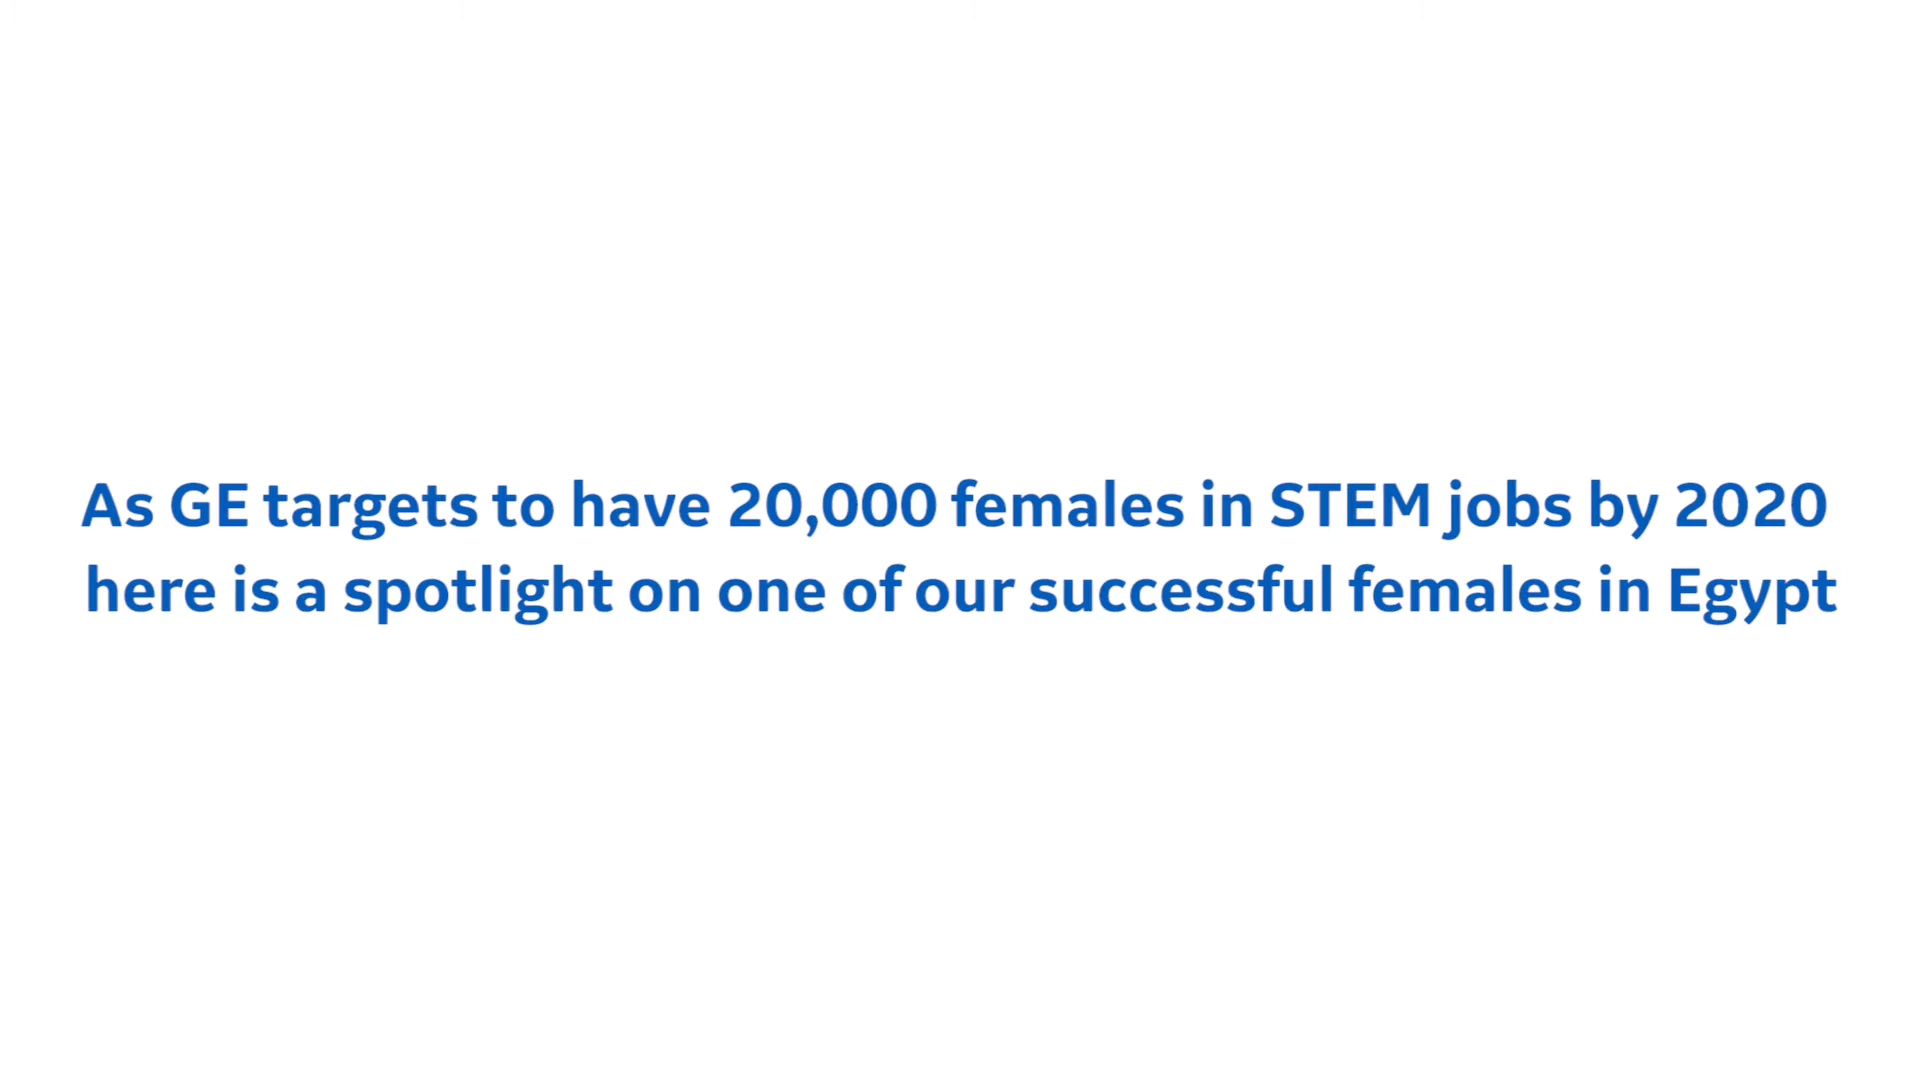 As GE targets to have 20,000 females in STEM jobs by 2020
here is a spotlight on one of our successful females in Egypt